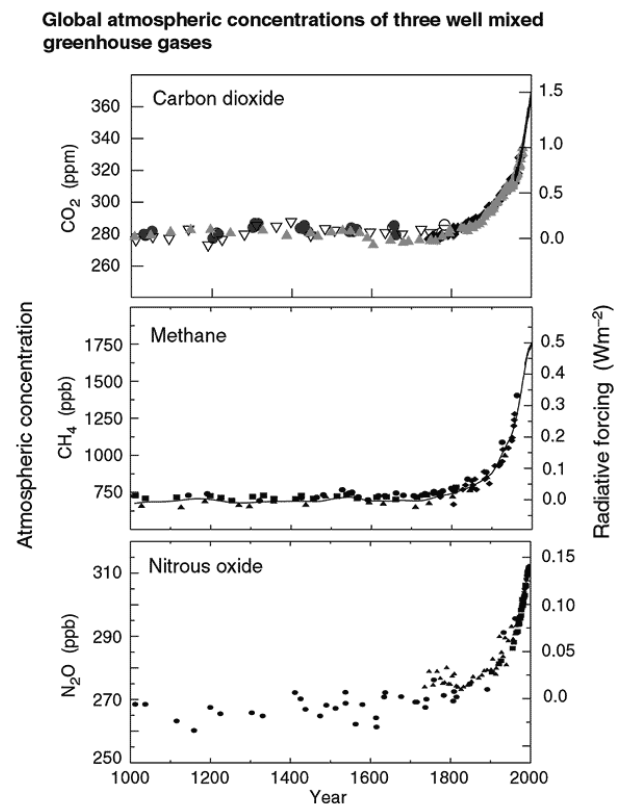 Global atmospheric concentrations of three well mixed
greenhouse gases
Carbon dioxide
360
340
320
300
280
260
CO₂ (ppm)
1.5
1.0
0.5
0.0
Methane
1750
1500
1250
1000
750
CH₄ (ppb)
0.5
0.4
0.3
0.2
0.1
0.0
Atmospheric concentration
Radiative forcing (Wm⁻²)
Nitrous oxide
310
290
270
250
N₂O (ppb)
0.15
0.10
0.05
0.0
1000 1200 1400 1600 1800 2000
Year